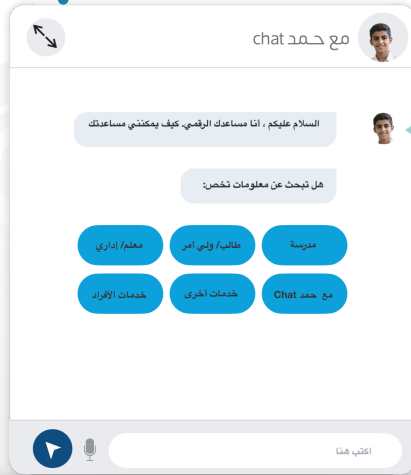 chat مع حمد
السلام عليكم ، أنا مساعدك الرقمي. كيف يمكنني مساعدتك
هل تبحث عن معلومات تخص:
مدرسة
طالب/ ولي أمر
معلم/ إداري
مع حمد Chat
خدمات أخرى
خدمات الأفراد
اكتب هنا